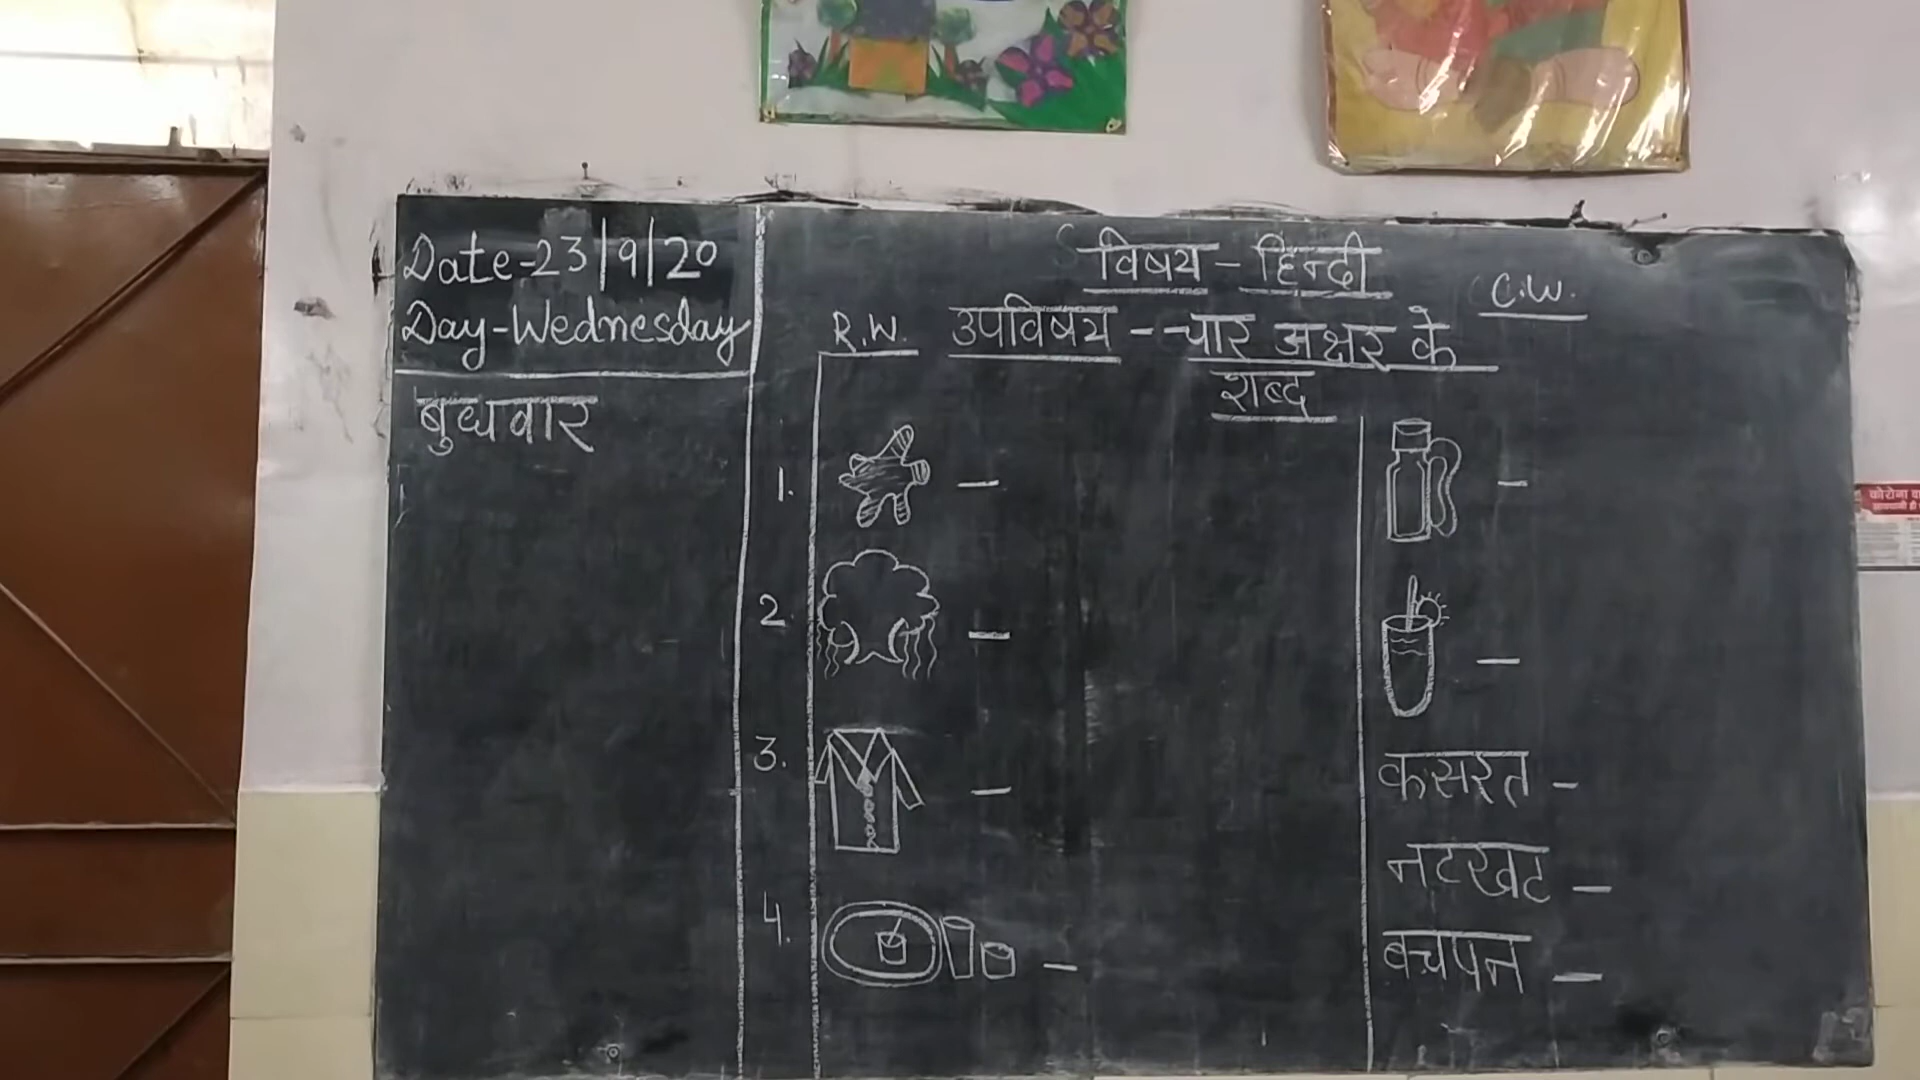 Date-23/9/20
Day-Wednesday
बुधवार
विषय - हिन्दी
C.W.
R.W. उपविषय - चार अक्षर के
शब्द
1. -
-
2. -
-
3. -
कसरत -
नटखट -
4. -
बचपन -
कोरोना